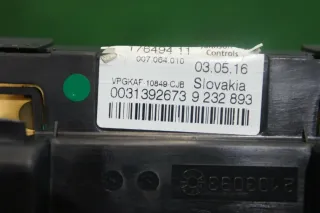 176494 11
Controls
007.064.010
03.05.16
VPGKAF-10849-CJB
Slovakia
0031392673 9 232 893